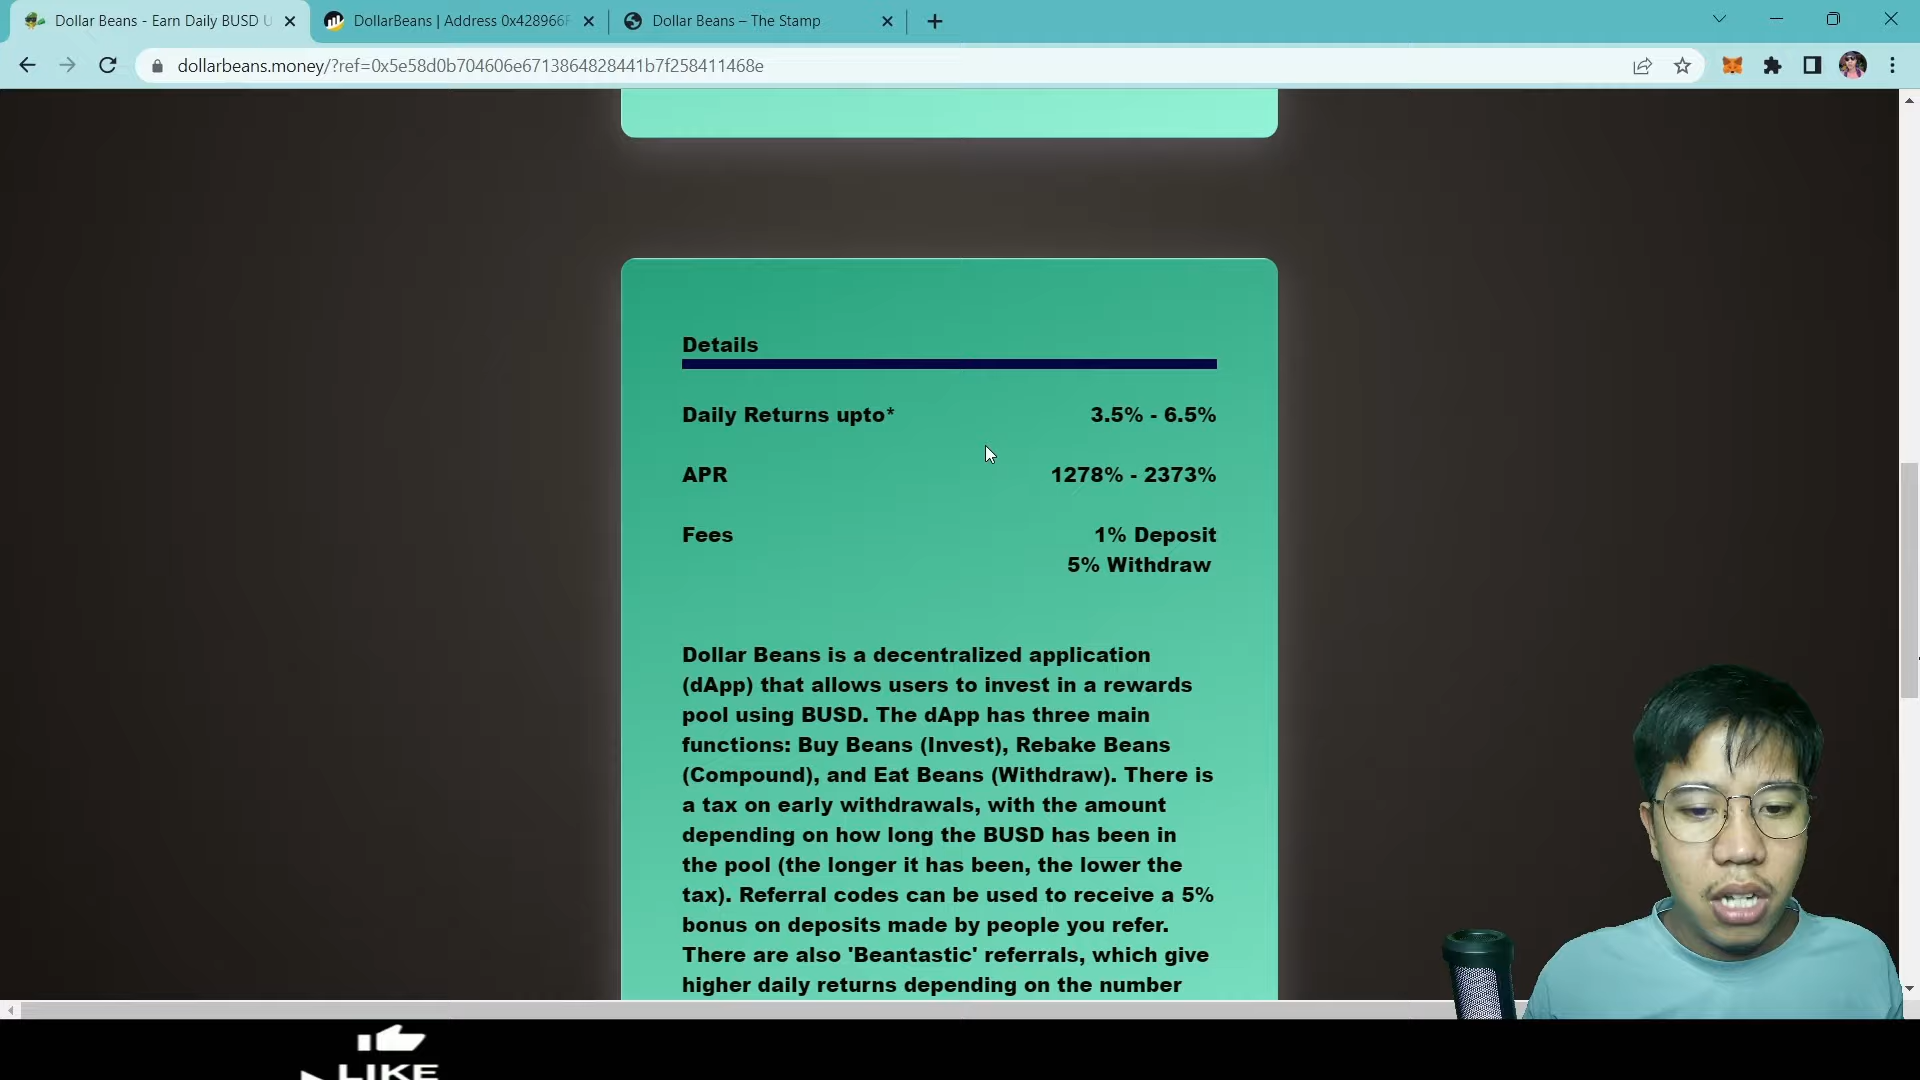 Dollar Beans - Earn Daily BUSD U
DollarBeans | Address 0x428966F
Dollar Beans – The Stamp
dollarbeans.money/?ref=0x5e58d0b704606e6713864828441b7f258411468e
Details
Daily Returns upto* 3.5% - 6.5%
APR 1278% - 2373%
Fees 1% Deposit
5% Withdraw
Dollar Beans is a decentralized application
(dApp) that allows users to invest in a rewards
pool using BUSD. The dApp has three main
functions: Buy Beans (Invest), Rebake Beans
(Compound), and Eat Beans (Withdraw). There is
a tax on early withdrawals, with the amount
depending on how long the BUSD has been in
the pool (the longer it has been, the lower the
tax). Referral codes can be used to receive a 5%
bonus on deposits made by people you refer.
There are also 'Beantastic' referrals, which give
higher daily returns depending on the number
LIKE